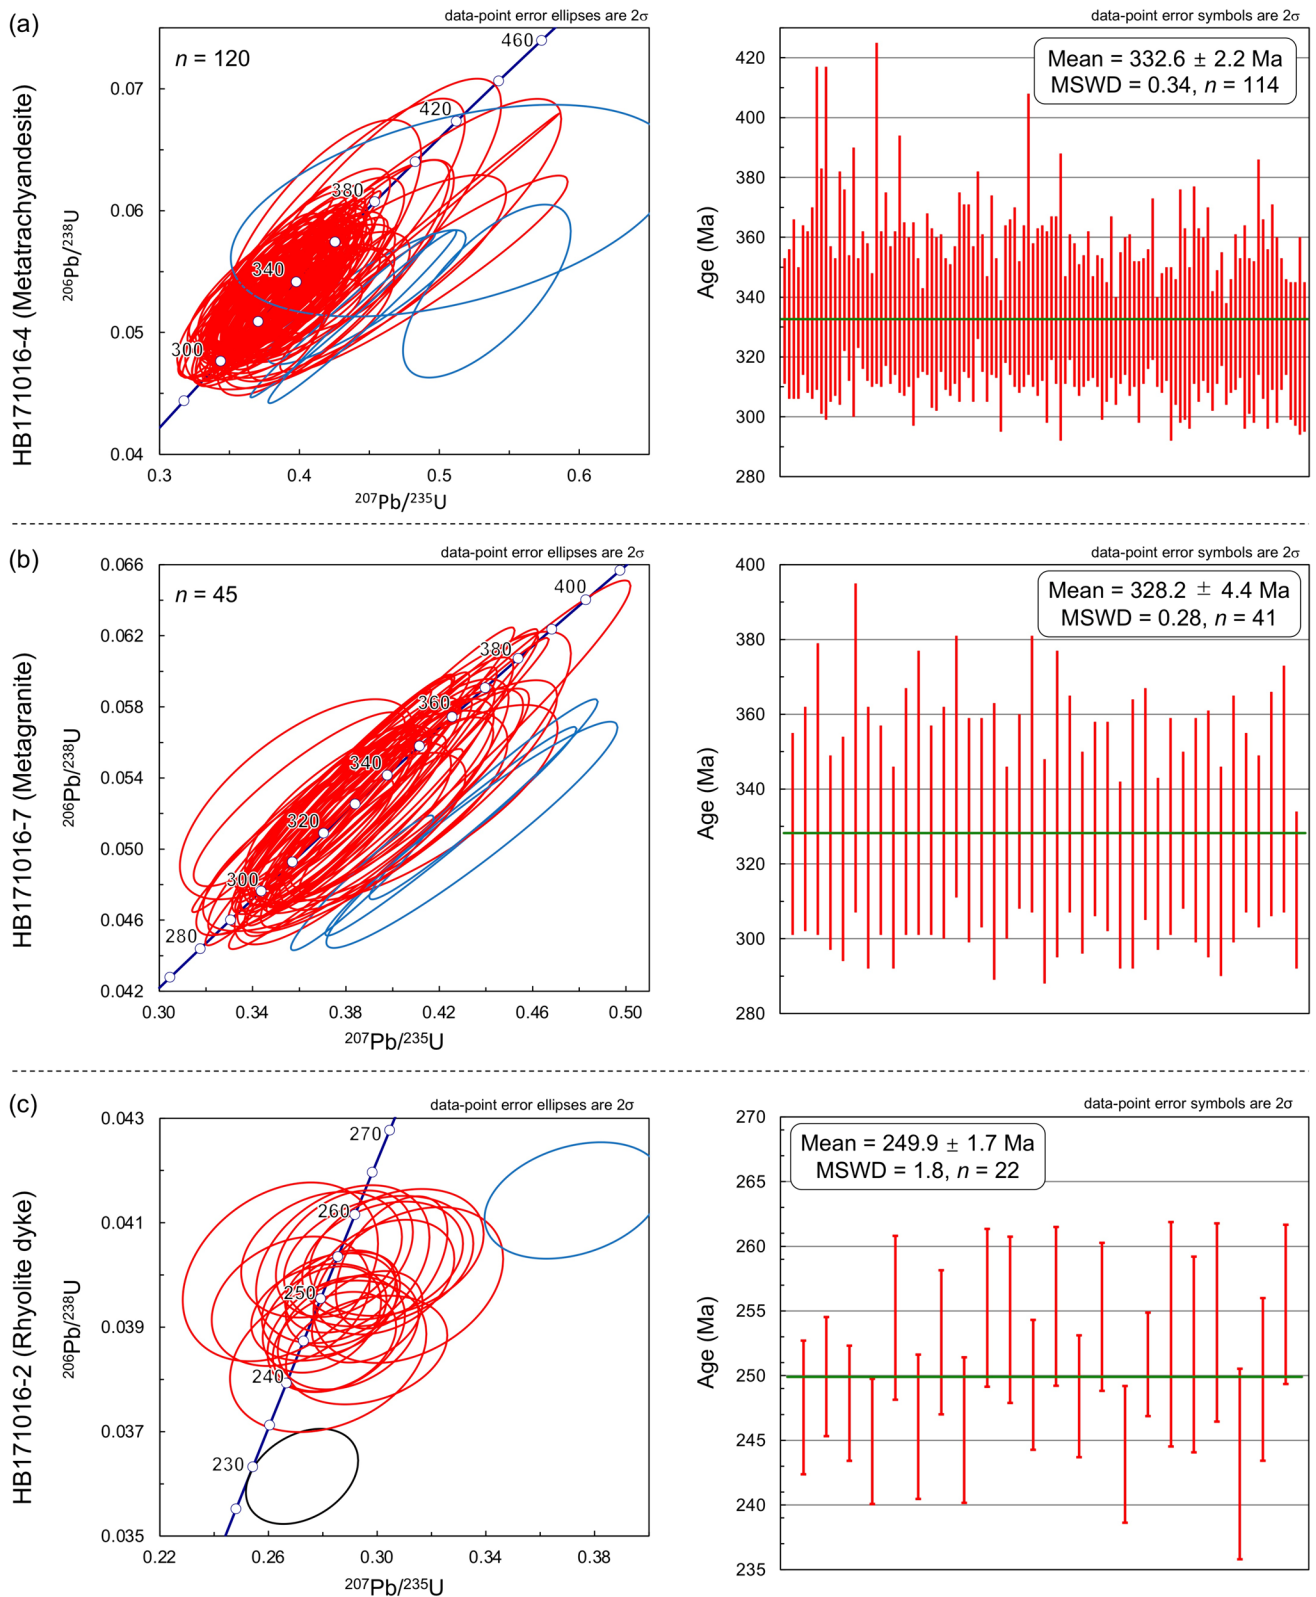 (a)
data-point error ellipses are 2σ
data-point error symbols are 2σ
HB171016-4 (Metatrachyandesite)
n = 120
0.07
0.06
0.05
0.04
²⁰⁶Pb/²³⁸U
460
420
380
340
300
0.3
0.4
0.5
0.6
²⁰⁷Pb/²³⁵U
Mean = 332.6 ± 2.2 Ma
MSWD = 0.34, n = 114
Age (Ma)
420
400
380
360
340
320
300
280
(b)
data-point error ellipses are 2σ
data-point error symbols are 2σ
HB171016-7 (Metagranite)
n = 45
0.066
0.062
0.058
0.054
0.050
0.046
0.042
²⁰⁶Pb/²³⁸U
400
380
360
340
320
300
280
0.30
0.34
0.38
0.42
0.46
0.50
²⁰⁷Pb/²³⁵U
Mean = 328.2 ± 4.4 Ma
MSWD = 0.28, n = 41
Age (Ma)
400
380
360
340
320
300
280
(c)
data-point error ellipses are 2σ
data-point error symbols are 2σ
HB171016-2 (Rhyolite dyke)
0.043
0.041
0.039
0.037
0.035
²⁰⁶Pb/²³⁸U
270
260
250
240
230
0.22
0.26
0.30
0.34
0.38
²⁰⁷Pb/²³⁵U
Mean = 249.9 ± 1.7 Ma
MSWD = 1.8, n = 22
Age (Ma)
270
265
260
255
250
245
240
235